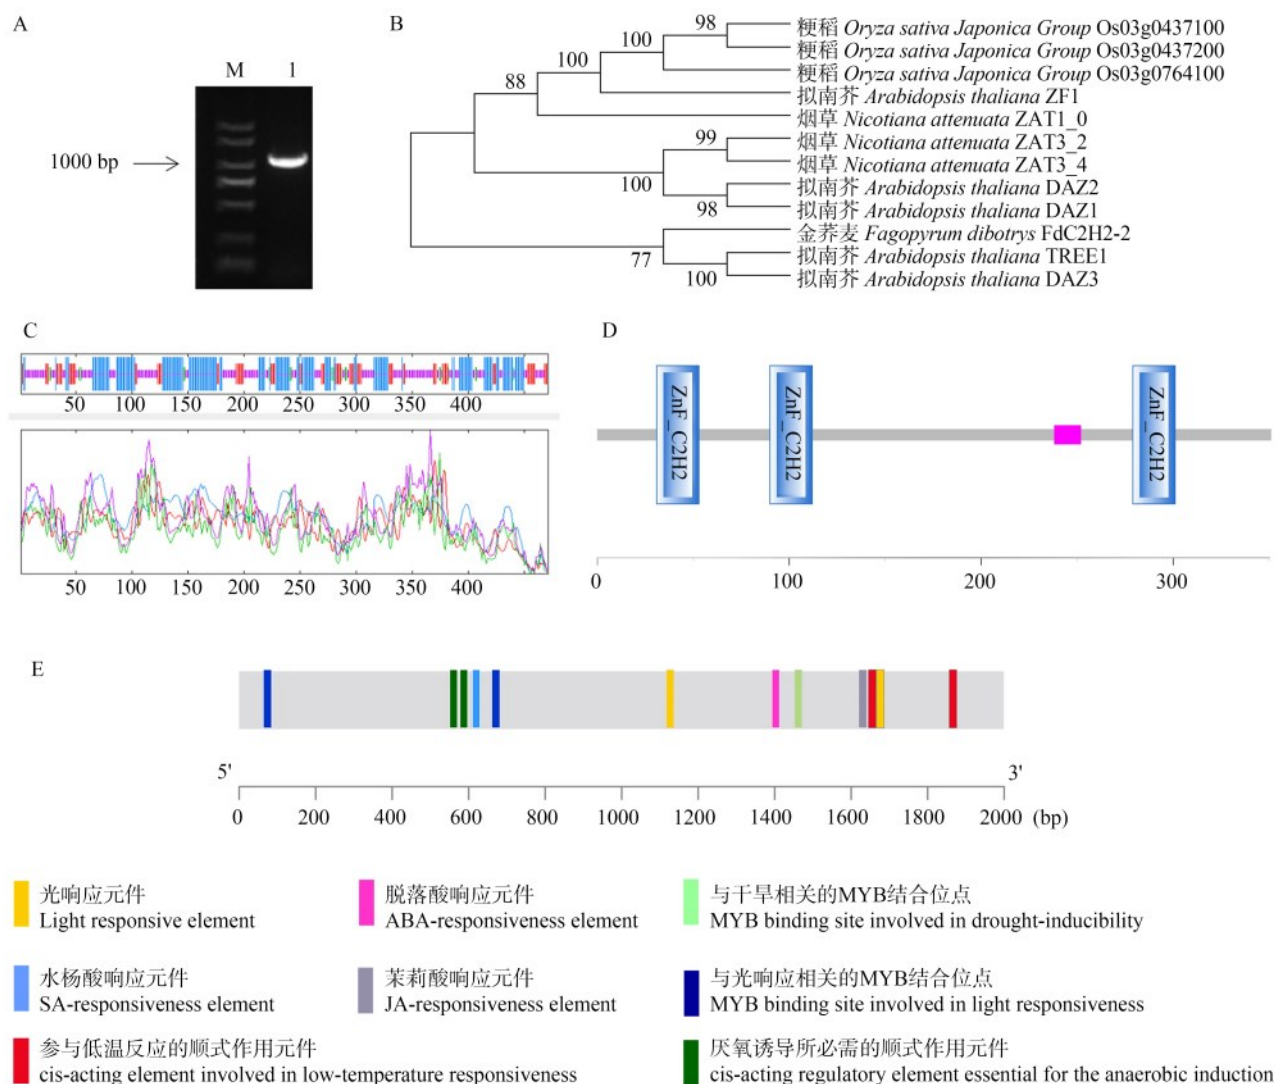 A
M 1
1000 bp
B
98
100
100
88
99
100
98
77
100
粳稻 Oryza sativa Japonica Group Os03g0437100
粳稻 Oryza sativa Japonica Group Os03g0437200
粳稻 Oryza sativa Japonica Group Os03g0764100
拟南芥 Arabidopsis thaliana ZF1
烟草 Nicotiana attenuata ZAT1_0
烟草 Nicotiana attenuata ZAT3_2
烟草 Nicotiana attenuata ZAT3_4
拟南芥 Arabidopsis thaliana DAZ2
拟南芥 Arabidopsis thaliana DAZ1
金荞麦 Fagopyrum dibotrys FdC2H2-2
拟南芥 Arabidopsis thaliana TREE1
拟南芥 Arabidopsis thaliana DAZ3
C
50 100 150 200 250 300 350 400
50 100 150 200 250 300 350 400
D
ZnF_C2H2
ZnF_C2H2
ZnF_C2H2
0 100 200 300
E
5' 3'
0 200 400 600 800 1000 1200 1400 1600 1800 2000 (bp)
光响应元件
Light responsive element
脱落酸响应元件
ABA-responsiveness element
与干旱相关的MYB结合位点
MYB binding site involved in drought-inducibility
水杨酸响应元件
SA-responsiveness element
茉莉酸响应元件
JA-responsiveness element
与光响应相关的MYB结合位点
MYB binding site involved in light responsiveness
参与低温反应的顺式作用元件
cis-acting element involved in low-temperature responsiveness
厌氧诱导所必需的顺式作用元件
cis-acting regulatory element essential for the anaerobic induction